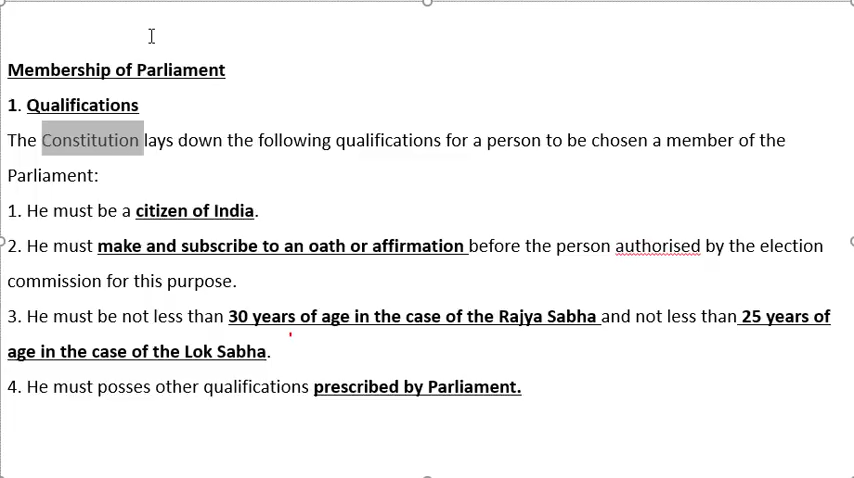 Membership of Parliament
1. Qualifications
The Constitution lays down the following qualifications for a person to be chosen a member of the
Parliament:
1. He must be a citizen of India.
2. He must make and subscribe to an oath or affirmation before the person authorised by the election
commission for this purpose.
3. He must be not less than 30 years of age in the case of the Rajya Sabha and not less than 25 years of
age in the case of the Lok Sabha.
4. He must posses other qualifications prescribed by Parliament.